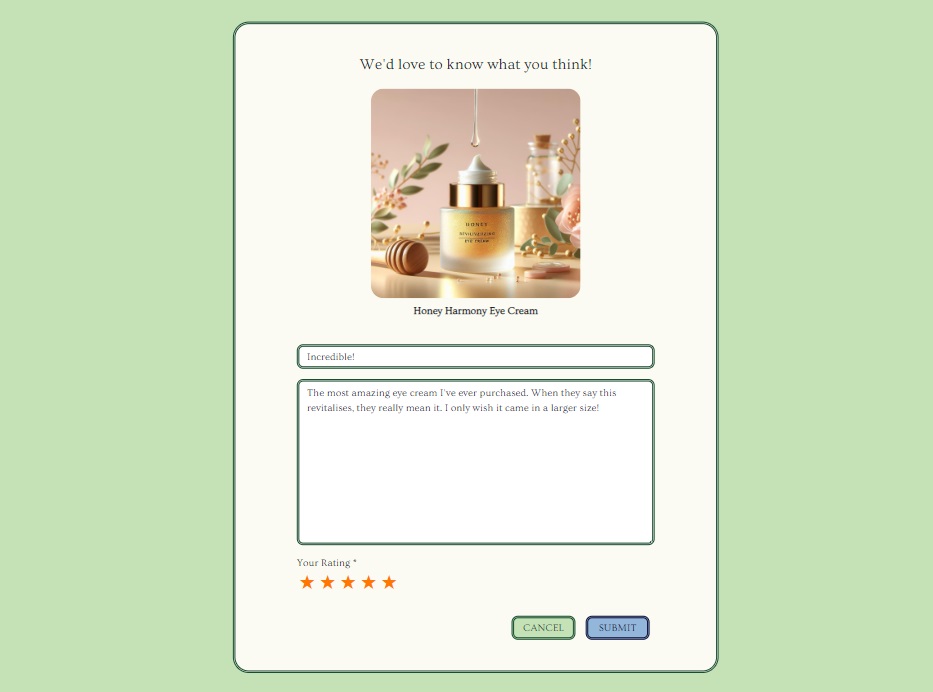 We'd love to know what you think!
HONEY
EYE CREAM
Honey Harmony Eye Cream
Incredible!
The most amazing eye cream I've ever purchased. When they say this
revitalises, they really mean it. I only wish it came in a larger size!
Your Rating *
CANCEL
SUBMIT